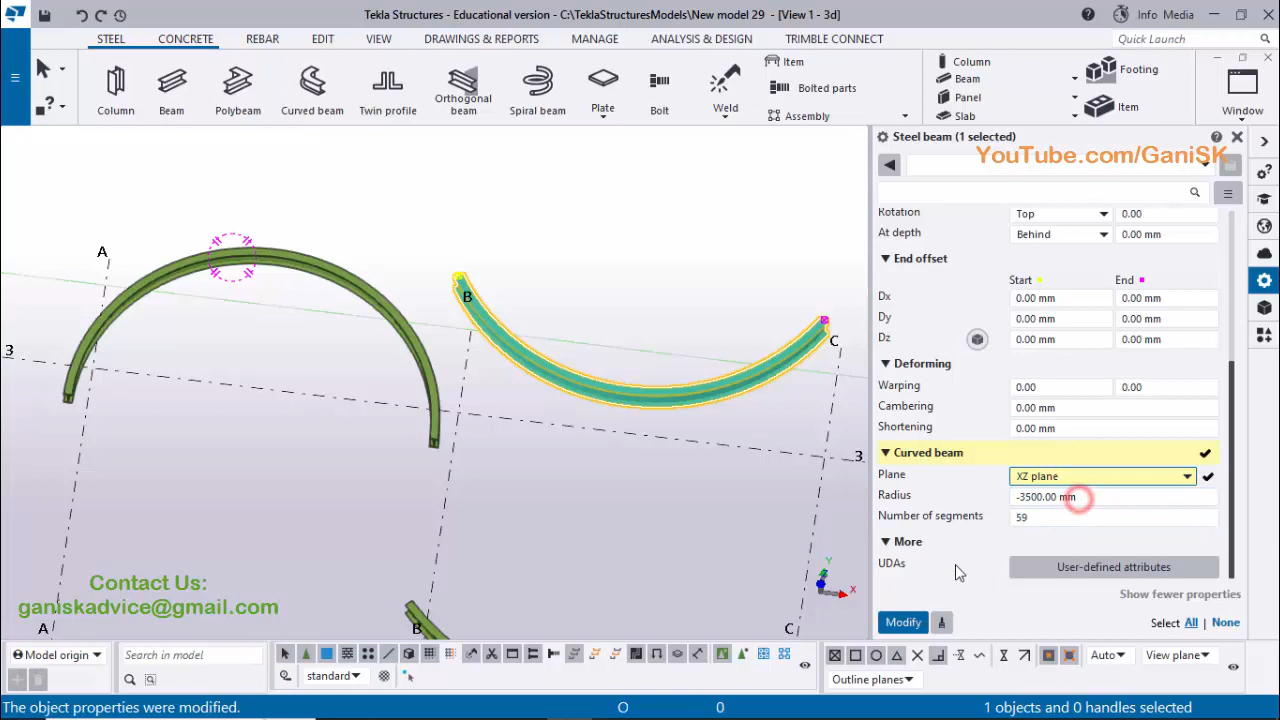 Tekla Structures - Educational version - C:\TeklaStructuresModels\New model 29 - [View 1 - 3d]
Info Media
STEEL CONCRETE REBAR EDIT VIEW DRAWINGS & REPORTS MANAGE ANALYSIS & DESIGN TRIMBLE CONNECTOR Quick Launch
Column
Beam
Polybeam
Curved beam
Twin profile
Orthogonal
beam
Spiral beam
Plate
Bolt
Weld
Item
Bolted parts
Assembly
Column
Beam
Panel
Slab
Footing
Item
Window
Steel beam (1 selected)
YouTube.com/GaniSK
Rotation Top 0.00
At depth Behind 0.00 mm
End offset
Start End
Dx 0.00 mm 0.00 mm
Dy 0.00 mm 0.00 mm
Dz 0.00 mm 0.00 mm
Deforming
Warping 0.00 0.00
Cambering 0.00 mm
Shortening 0.00 mm
Curved beam
Plane XZ plane
Radius -3500.00 mm
Number of segments 59
More
UDAs User-defined attributes
Show fewer properties
Modify Select All | None
A
B
C
3
3
Y
X
Contact Us:
ganiskadvice@gmail.com
A
B
C
Model origin Search in model
standard
Auto View plane
Outline planes
The object properties were modified. O 0 1 objects and 0 handles selected